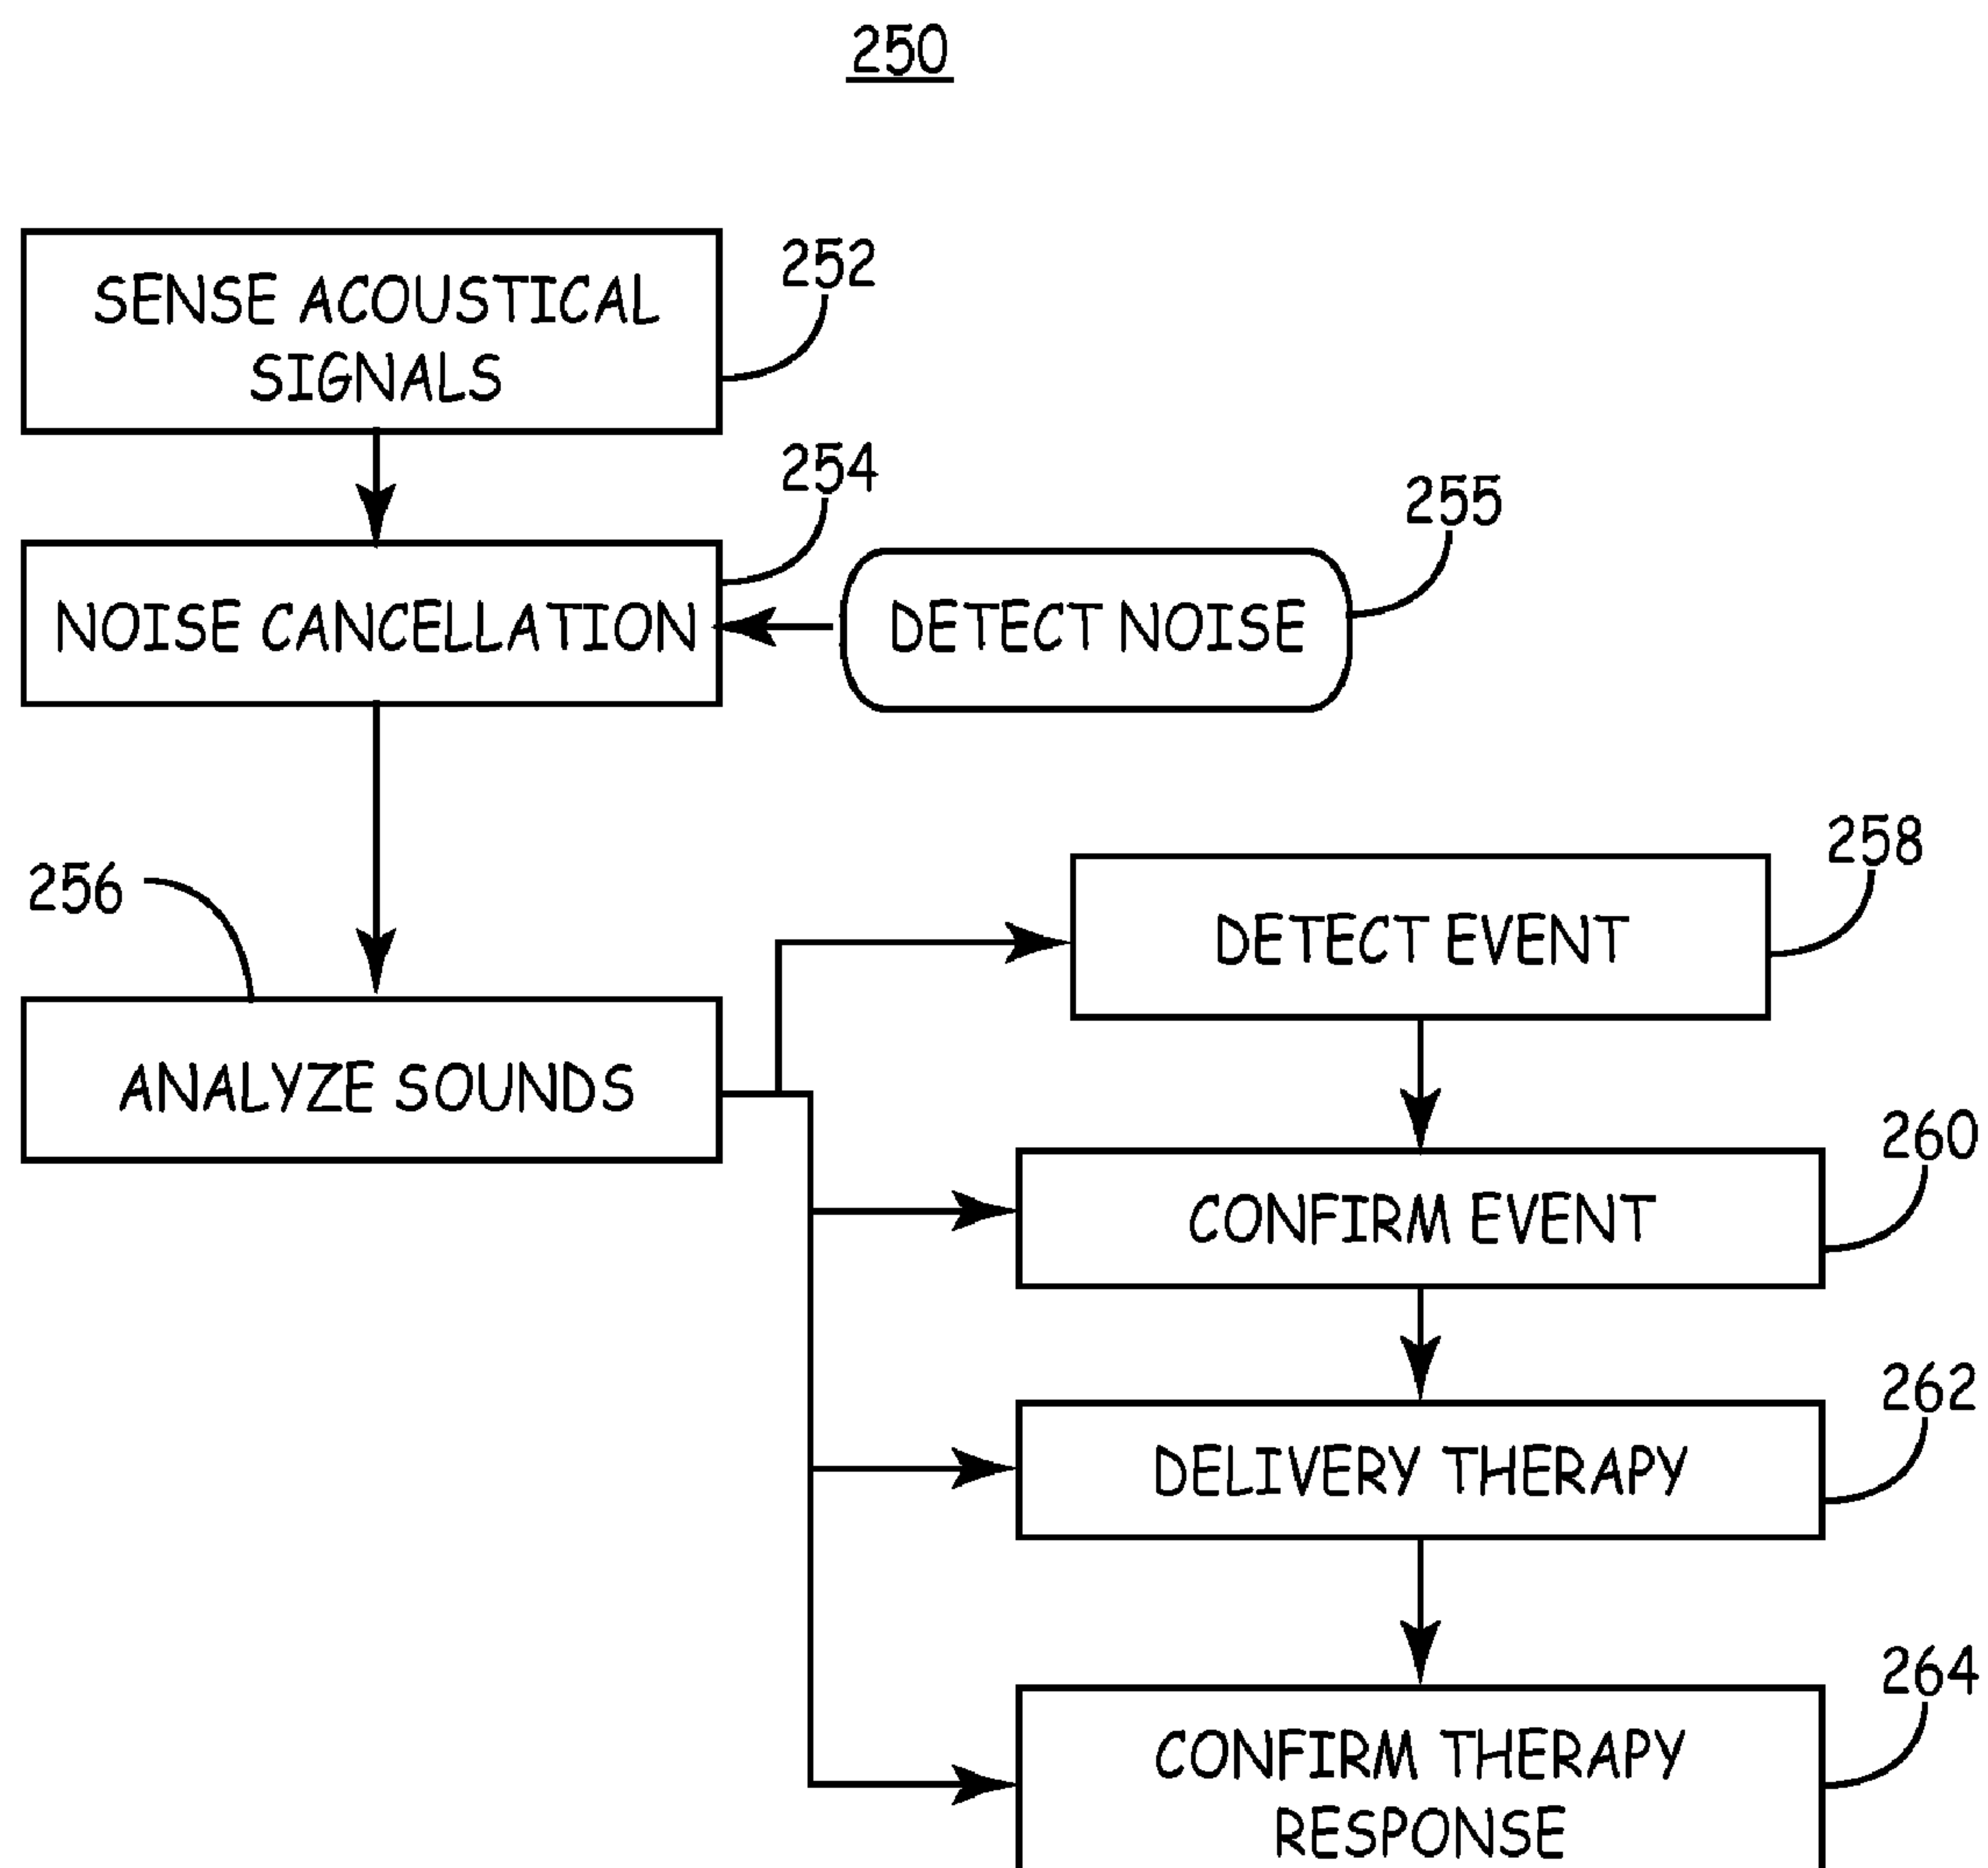 250
SENSE ACOUSTICAL
SIGNALS
252
254
NOISE CANCELLATION
DETECT NOISE
255
256
ANALYZE SOUNDS
258
DETECT EVENT
260
CONFIRM EVENT
262
DELIVERY THERAPY
264
CONFIRM THERAPY
RESPONSE